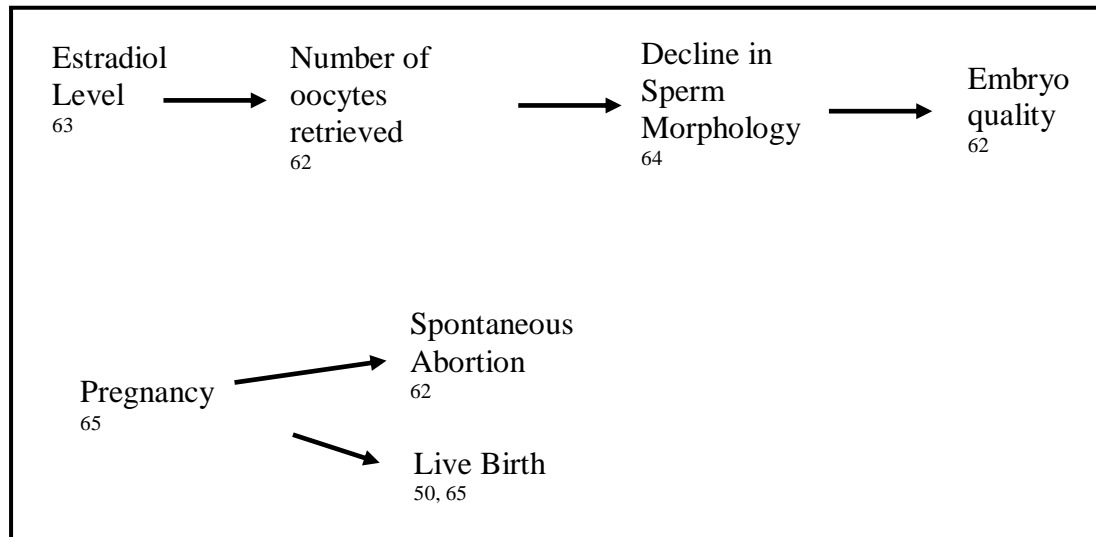 Estradiol
Level
63
Number of
oocytes
retrieved
62
Decline in
Sperm
Morphology
64
Embryo
quality
62
Pregnancy
65
Spontaneous
Abortion
62
Live Birth
50, 65